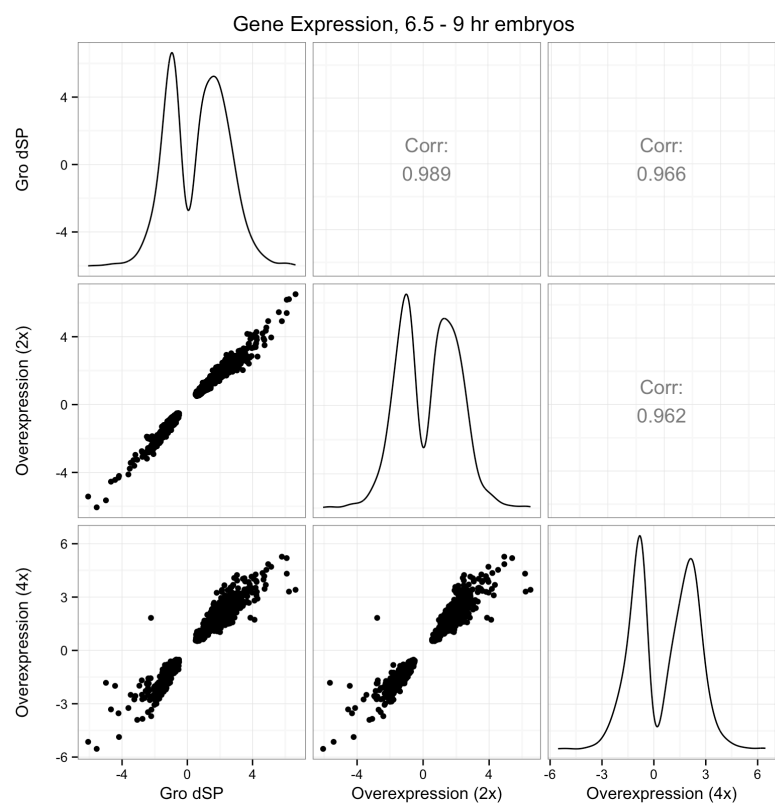 Gene Expression, 6.5 - 9 hr embryos
Gro dSP
4
0
-4
Corr:
0.989
Corr:
0.966
Overexpression (2x)
4
0
-4
Corr:
0.962
Overexpression (4x)
6
3
0
-3
-6
-4 0 4 -4 0 4 -6 -3 0 3 6
Gro dSP Overexpression (2x) Overexpression (4x)